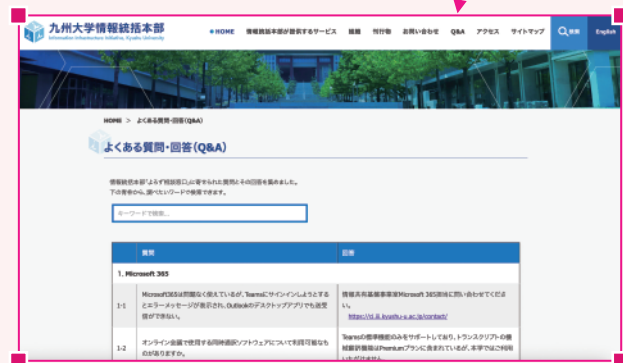 九州大学情報統括本部
Information Infrastructure Initiative, Kyushu University
HOME 情報統括本部が提供するサービス 組織 刊行物 お問い合わせ Q&A アクセス サイトマップ 検索 English
HOME > よくある質問・回答(Q&A)
よくある質問・回答(Q&A)
情報統括本部「よろず相談窓口」に寄せられた質問とその回答を集めました。
下の青枠から、調べたいワードで検索できます。
キーワードで検索...
質問 回答
1. Microsoft 365
1-1 Microsoft365は問題なく使えているが、Teamsにサインインしようとするとエラーメッセージが表示され、Outlookのデスクトップアプリでも送受信ができない。
情報共有基盤事業室Microsoft 365担当に問い合わせてください。
https://cl.iii.kyushu-u.ac.jp/contact/
1-2 オンライン会議で使用する同時通訳ソフトウェアについて利用可能なものがありますか。
Teamsの標準機能のみをサポートしており、トランスクリプトの機械翻訳機能はPremiumプランに含まれているが、本学ではご利用いただけません。